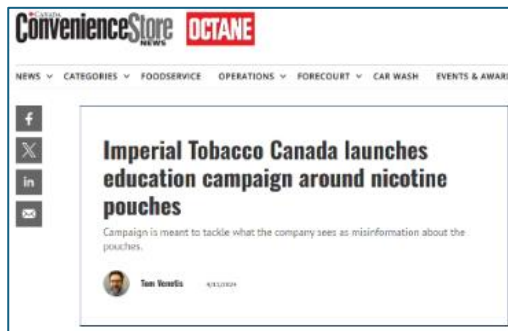 Canada
ConvenienceStore
NEWS
OCTANE
NEWS CATEGORIES FOODSERVICE OPERATIONS FORECOURT CAR WASH EVENTS & AWAR
f
X
in
Imperial Tobacco Canada launches
education campaign around nicotine
pouches
Campaign is meant to tackle what the company sees as misinformation about the
pouches.
Tom Venetis